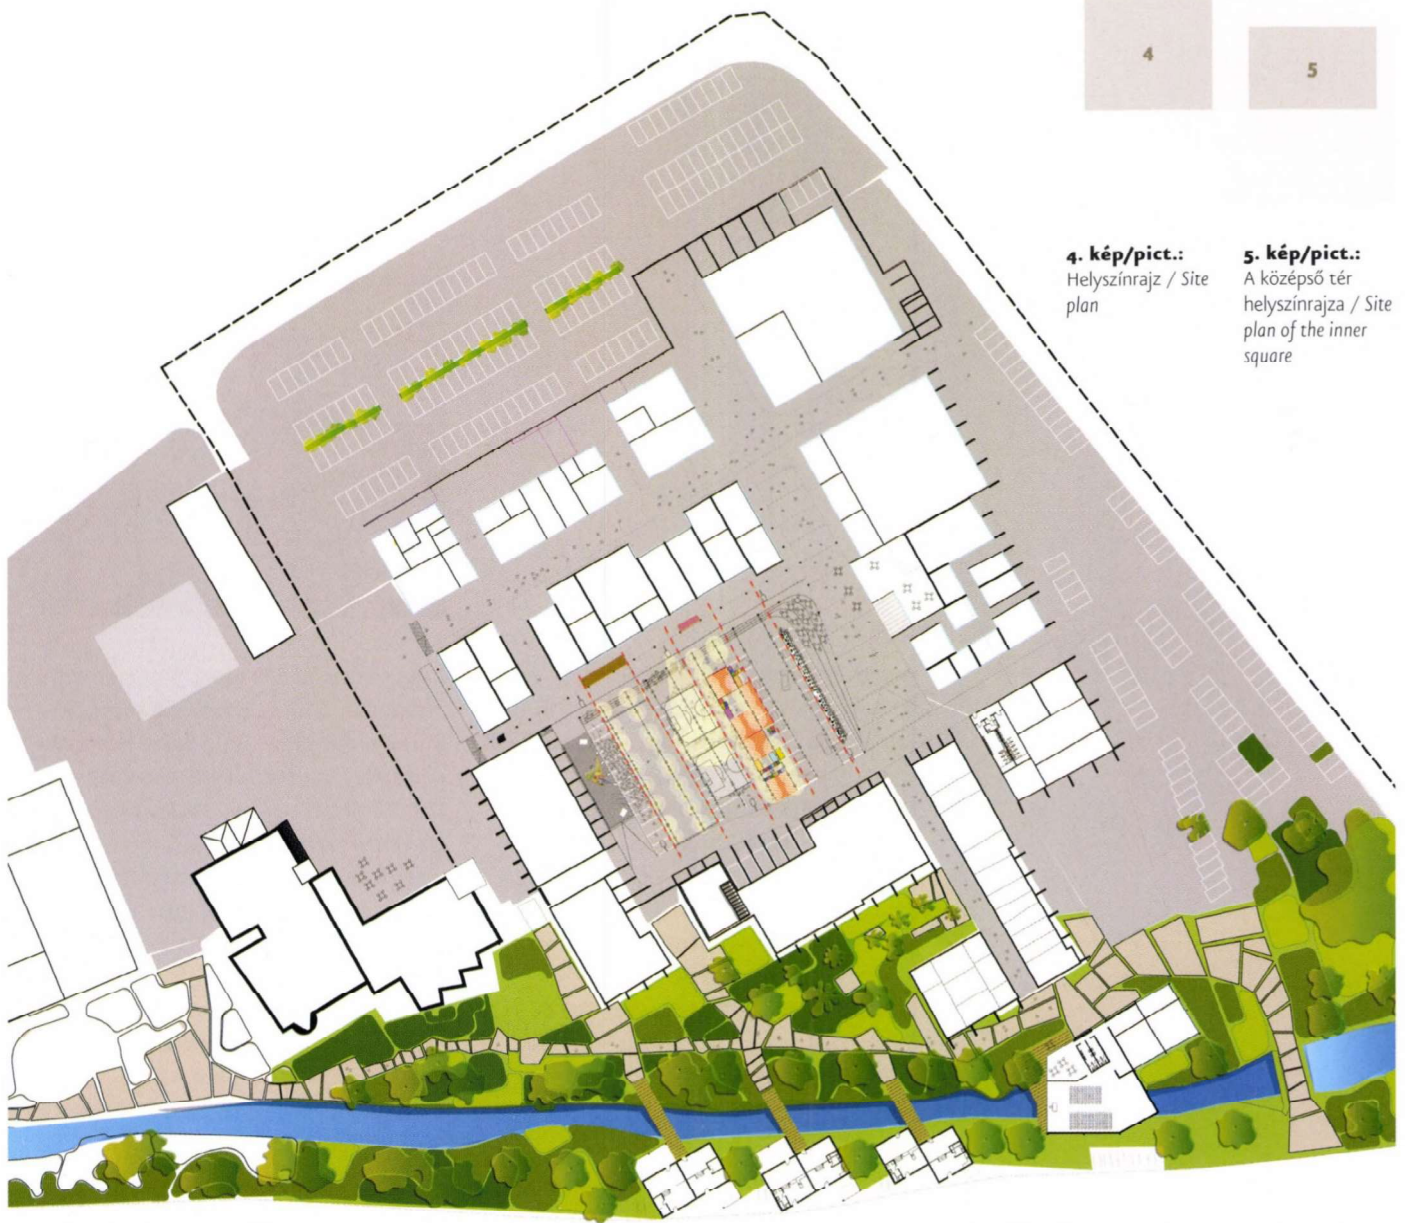 4
5
4. kép/pict.:
Helyszínrajz / Site
plan
5. kép/pict.:
A középső tér
helyszínrajza / Site
plan of the inner
square